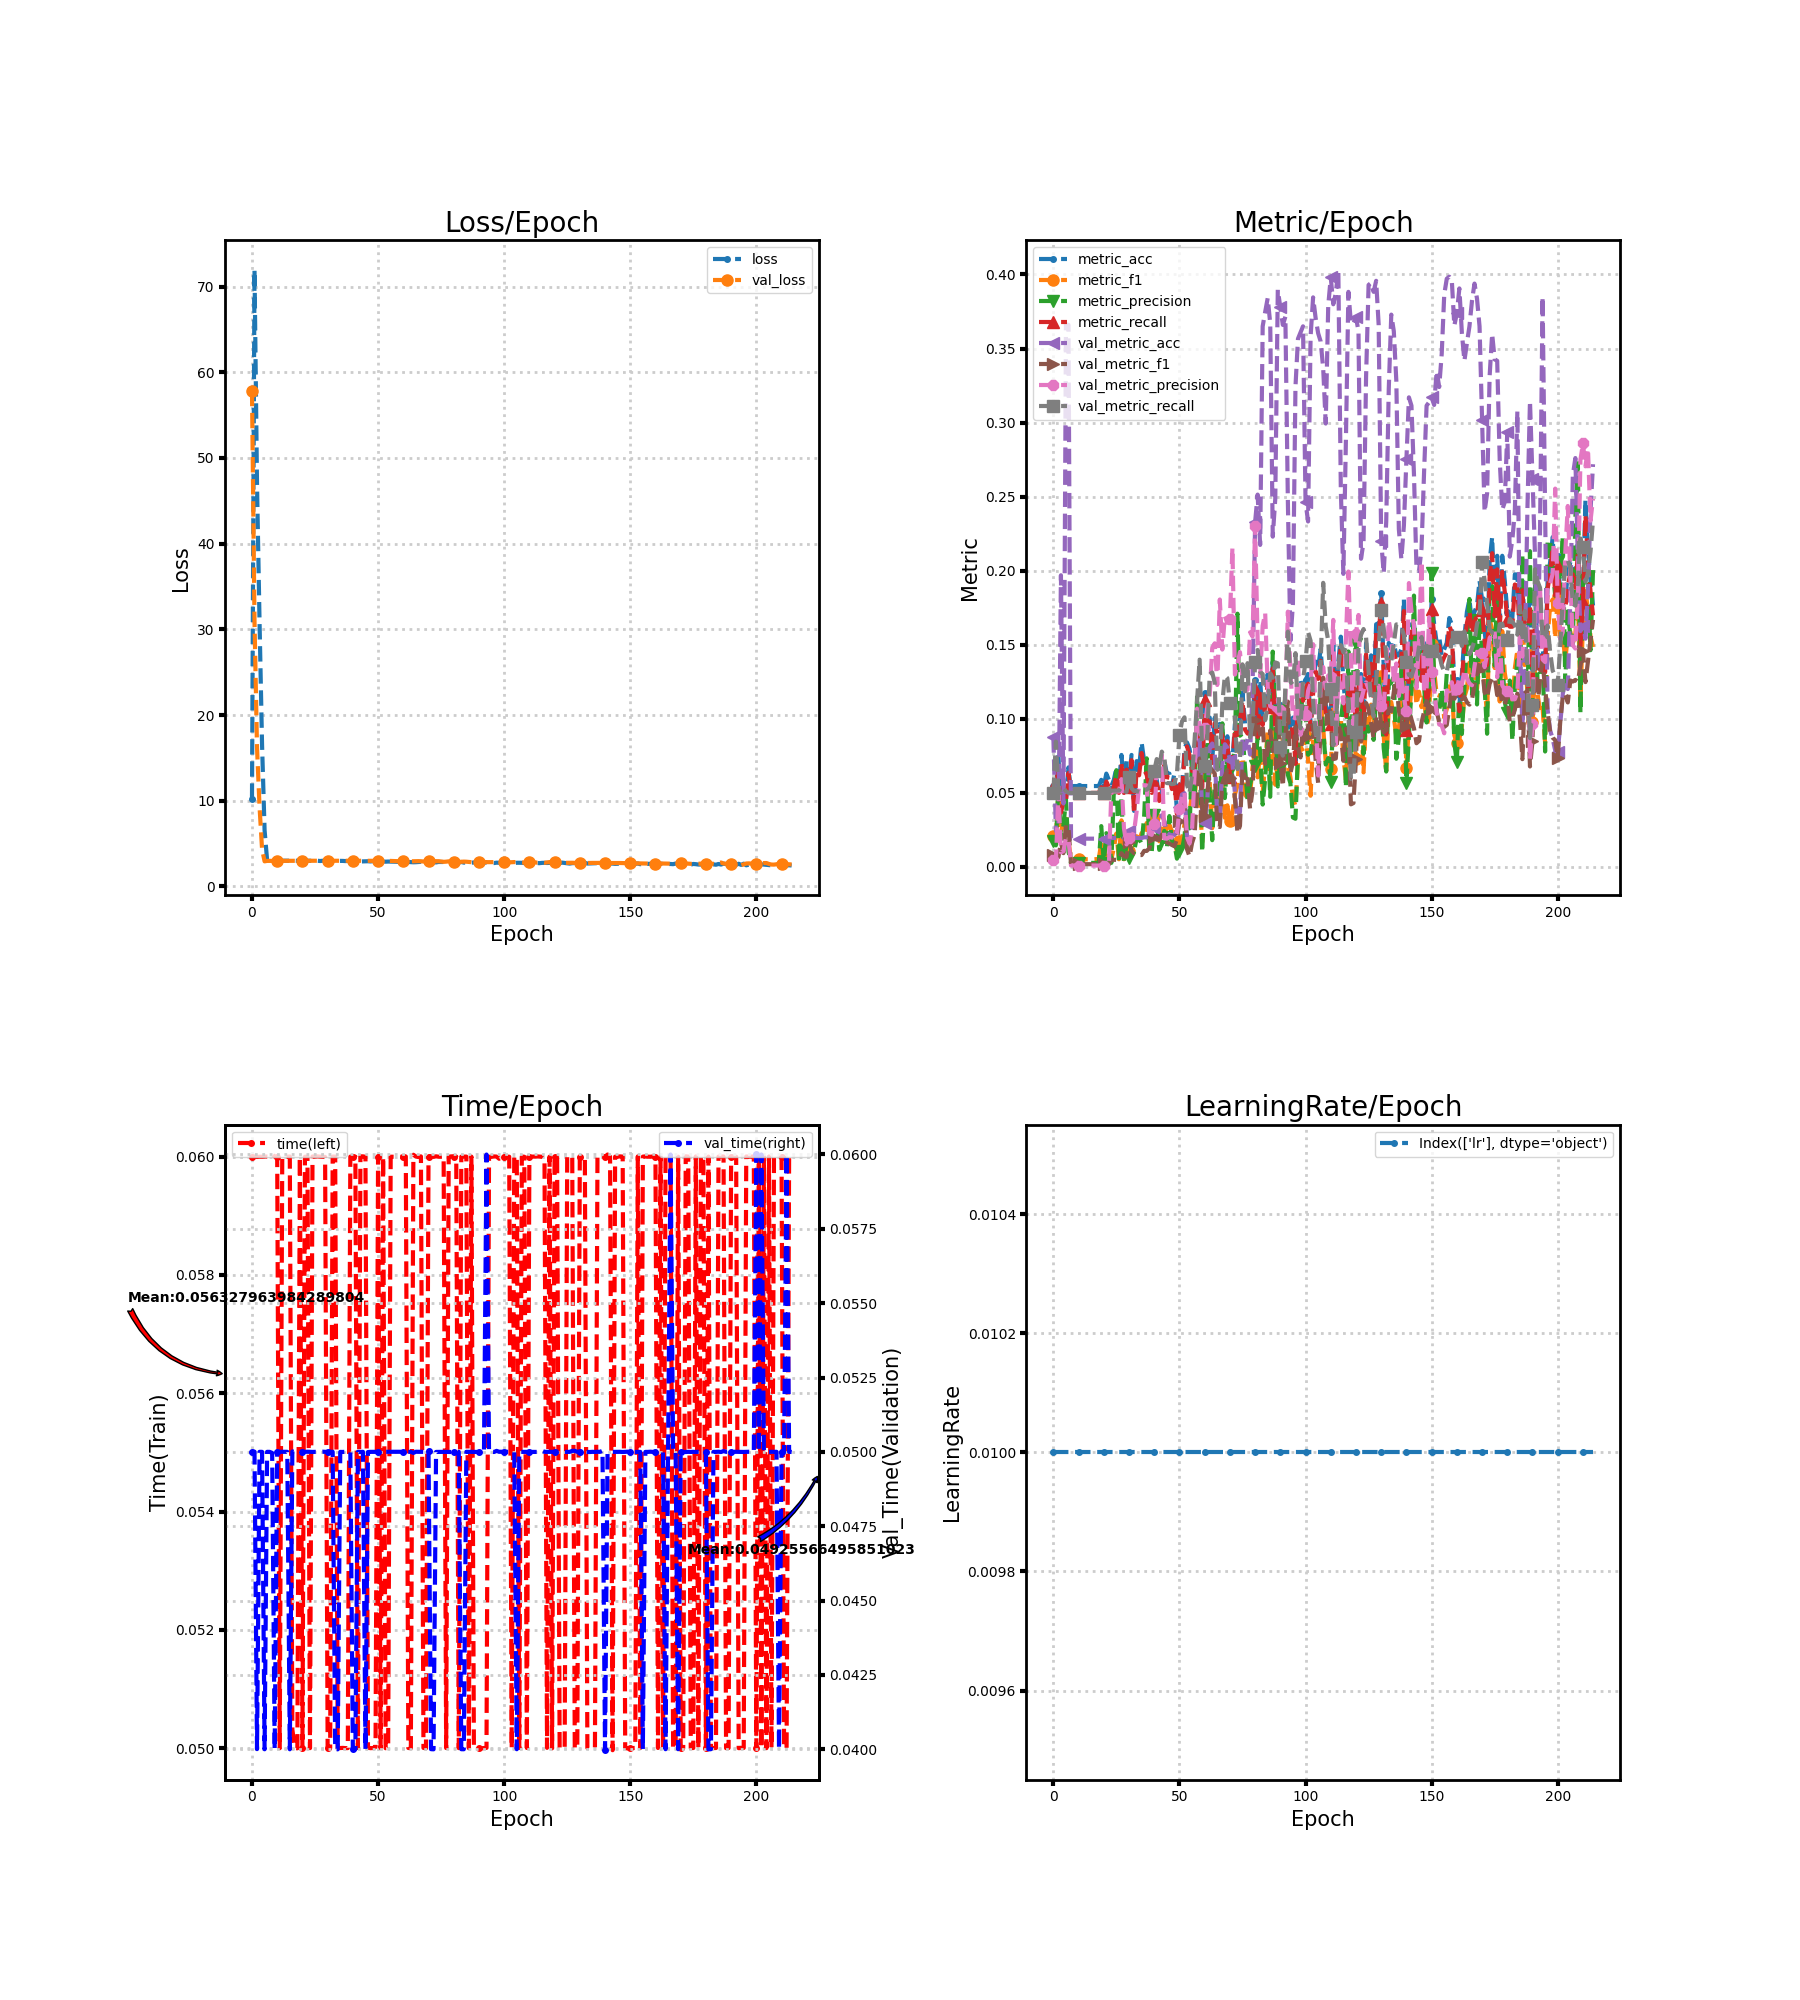 Loss/Epoch
70
60
50
40
30
20
10
0
Loss
loss
val_loss
0 50 100 150 200
Epoch
Metric/Epoch
0.40
0.35
0.30
0.25
0.20
0.15
0.10
0.05
0.00
Metric
metric_acc
metric_f1
metric_precision
metric_recall
val_metric_acc
val_metric_f1
val_metric_precision
val_metric_recall
0 50 100 150 200
Epoch
Time/Epoch
0.060
0.058
0.056
0.054
0.052
0.050
Time(Train)
time(left)
val_time(right)
Mean:0.056327963984289804
Mean:0.04925566495851023
0.0600
0.0575
0.0550
0.0525
0.0500
0.0475
0.0450
0.0425
0.0400
Val_Time(Validation)
0 50 100 150 200
Epoch
LearningRate/Epoch
0.0104
0.0102
0.0100
0.0098
0.0096
LearningRate
Index(['lr'], dtype='object')
0 50 100 150 200
Epoch